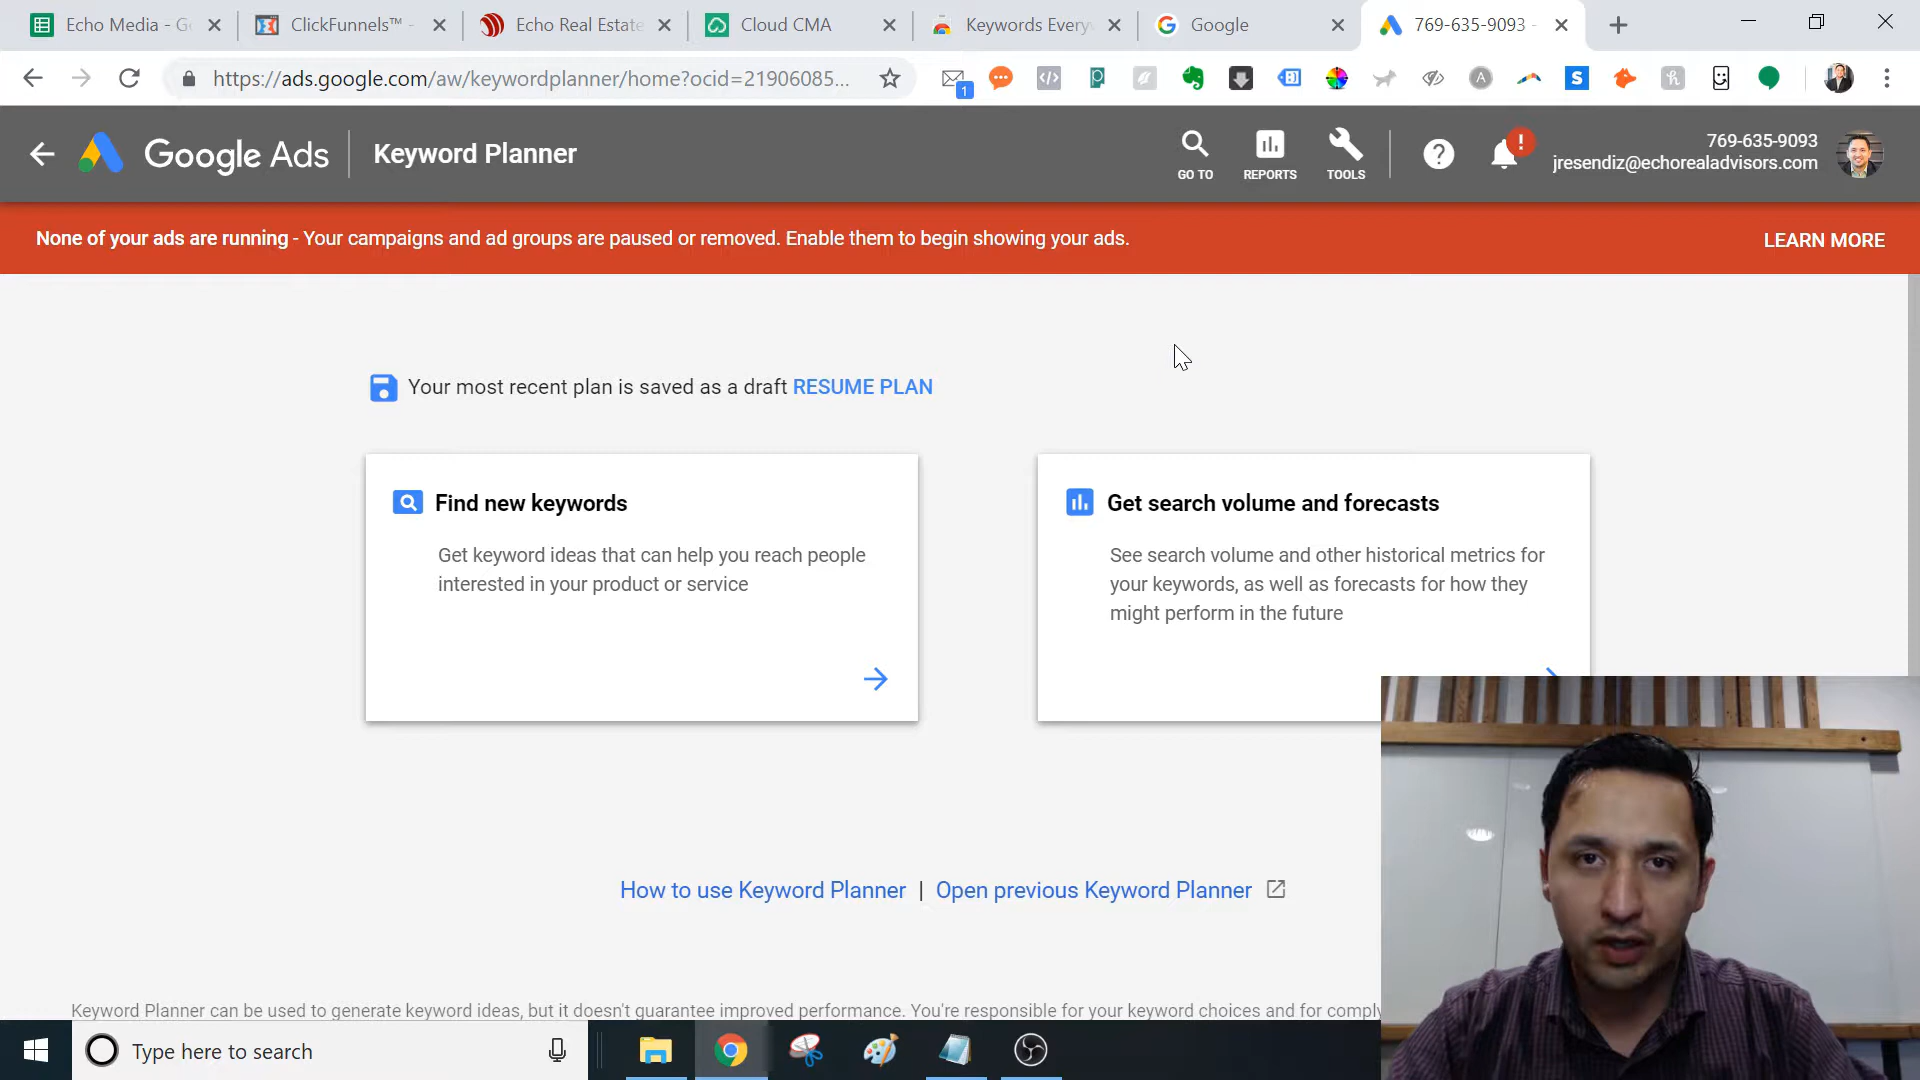 Echo Media - G
ClickFunnels™ -
Echo Real Estate
Cloud CMA
Keywords Everyw
Google
769-635-9093 -
https://ads.google.com/aw/keywordplanner/home?ocid=21906085...
1
Google Ads
Keyword Planner
GO TO
REPORTS
TOOLS
769-635-9093
jresendiz@echorealadvisors.com
None of your ads are running - Your campaigns and ad groups are paused or removed. Enable them to begin showing your ads.
LEARN MORE
Your most recent plan is saved as a draft RESUME PLAN
Find new keywords
Get keyword ideas that can help you reach people
interested in your product or service
Get search volume and forecasts
See search volume and other historical metrics for
your keywords, as well as forecasts for how they
might perform in the future
How to use Keyword Planner | Open previous Keyword Planner
Keyword Planner can be used to generate keyword ideas, but it doesn't guarantee improved performance. You're responsible for your keyword choices and for comply
Type here to search